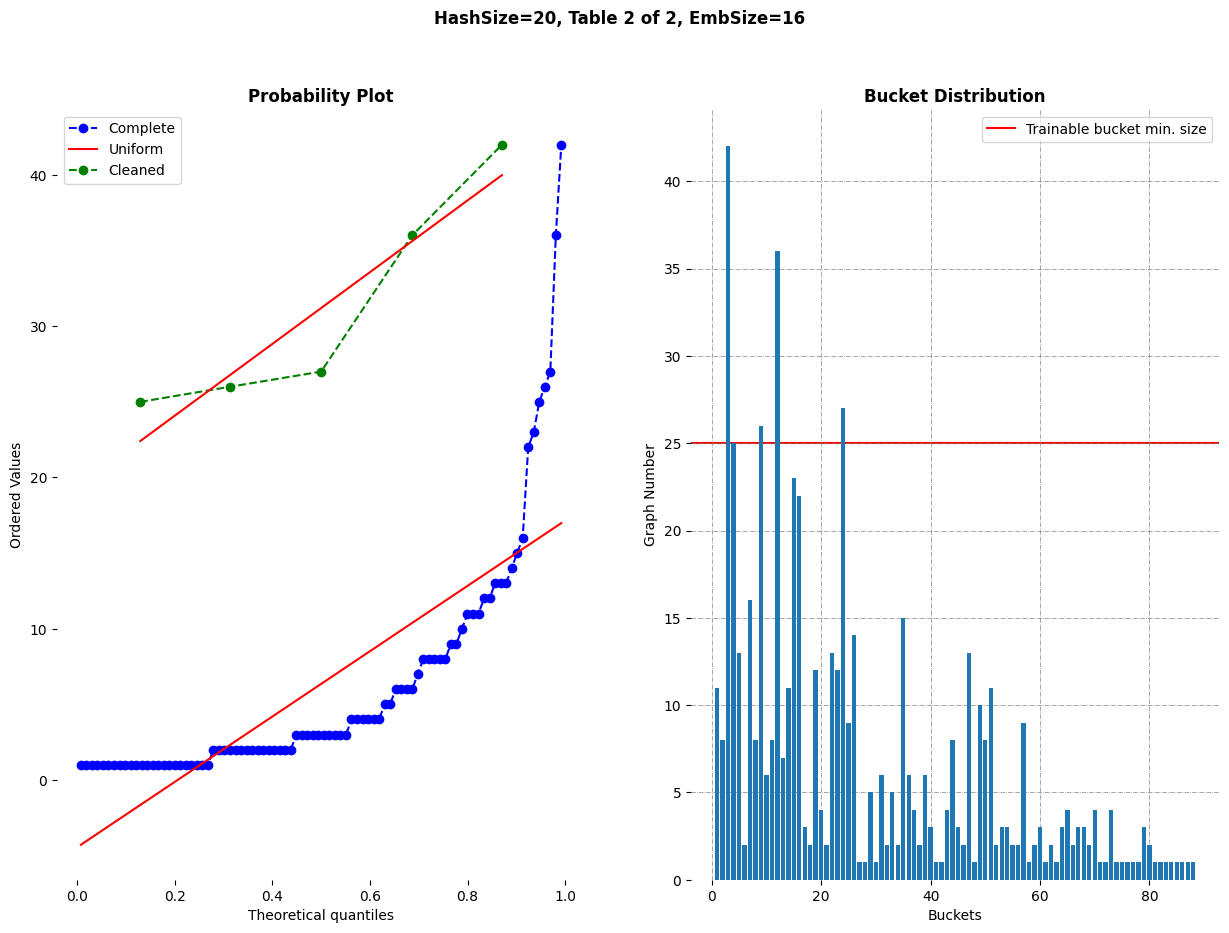 HashSize=20, Table 2 of 2, EmbSize=16
Probability Plot
Complete
Uniform
Cleaned
40
30
20
10
0
Ordered Values
0.0 0.2 0.4 0.6 0.8 1.0
Theoretical quantiles
Bucket Distribution
Trainable bucket min. size
40
35
30
25
20
15
10
5
0
Graph Number
0 20 40 60 80
Buckets